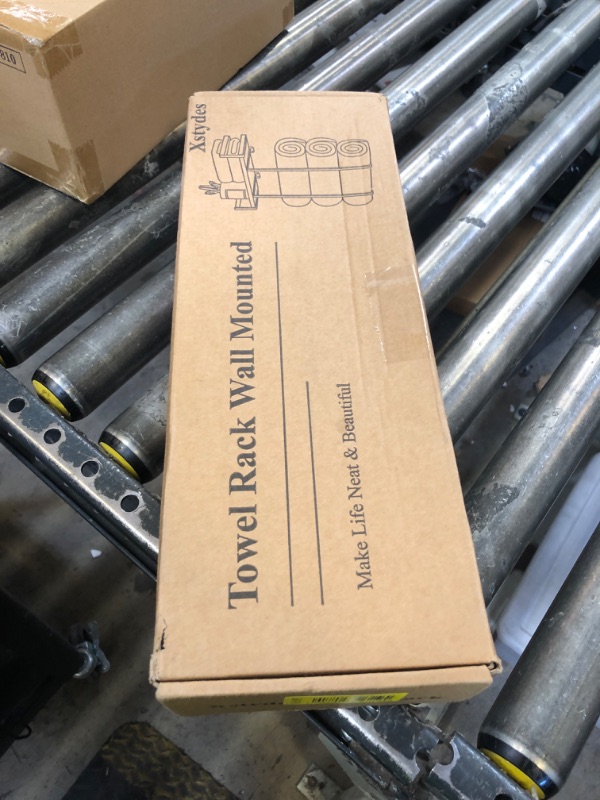 Xstydes
Towel Rack Wall Mounted
Make Life Neat & Beautiful